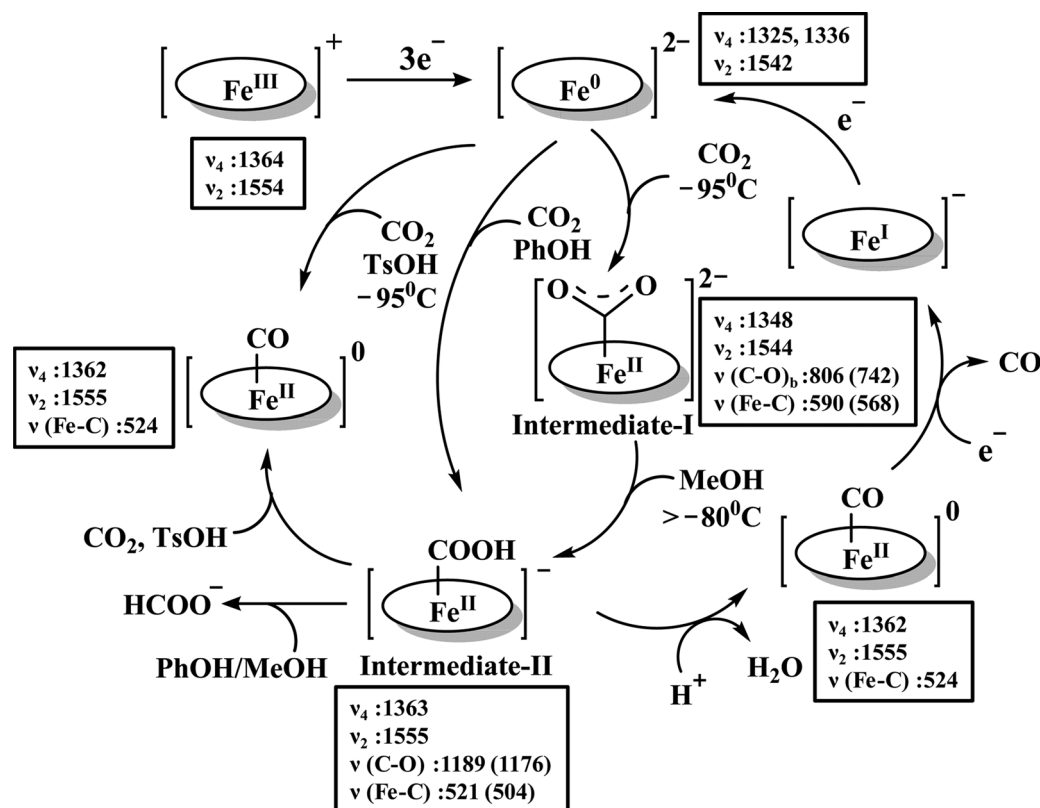 [Fe^III]^+
3e^-
[Fe^0]^2-
ν4 :1325, 1336
ν2 :1542
ν4 :1364
ν2 :1554
e^-
CO2
-95^0C
[Fe^I]^-
CO2
TsOH
-95^0C
CO2
PhOH
O O
[Fe^II]^2-
Intermediate-I
ν4 :1348
ν2 :1544
ν (C-O)b :806 (742)
ν (Fe-C) :590 (568)
CO
e^-
ν4 :1362
ν2 :1555
ν (Fe-C) :524
CO
[Fe^II]^0
MeOH
>-80^0C
CO2, TsOH
CO
[Fe^II]^0
COOH
[Fe^II]^-
Intermediate-II
HCOO^-
PhOH/MeOH
H^+
H2O
ν4 :1362
ν2 :1555
ν (Fe-C) :524
ν4 :1363
ν2 :1555
ν (C-O) :1189 (1176)
ν (Fe-C) :521 (504)